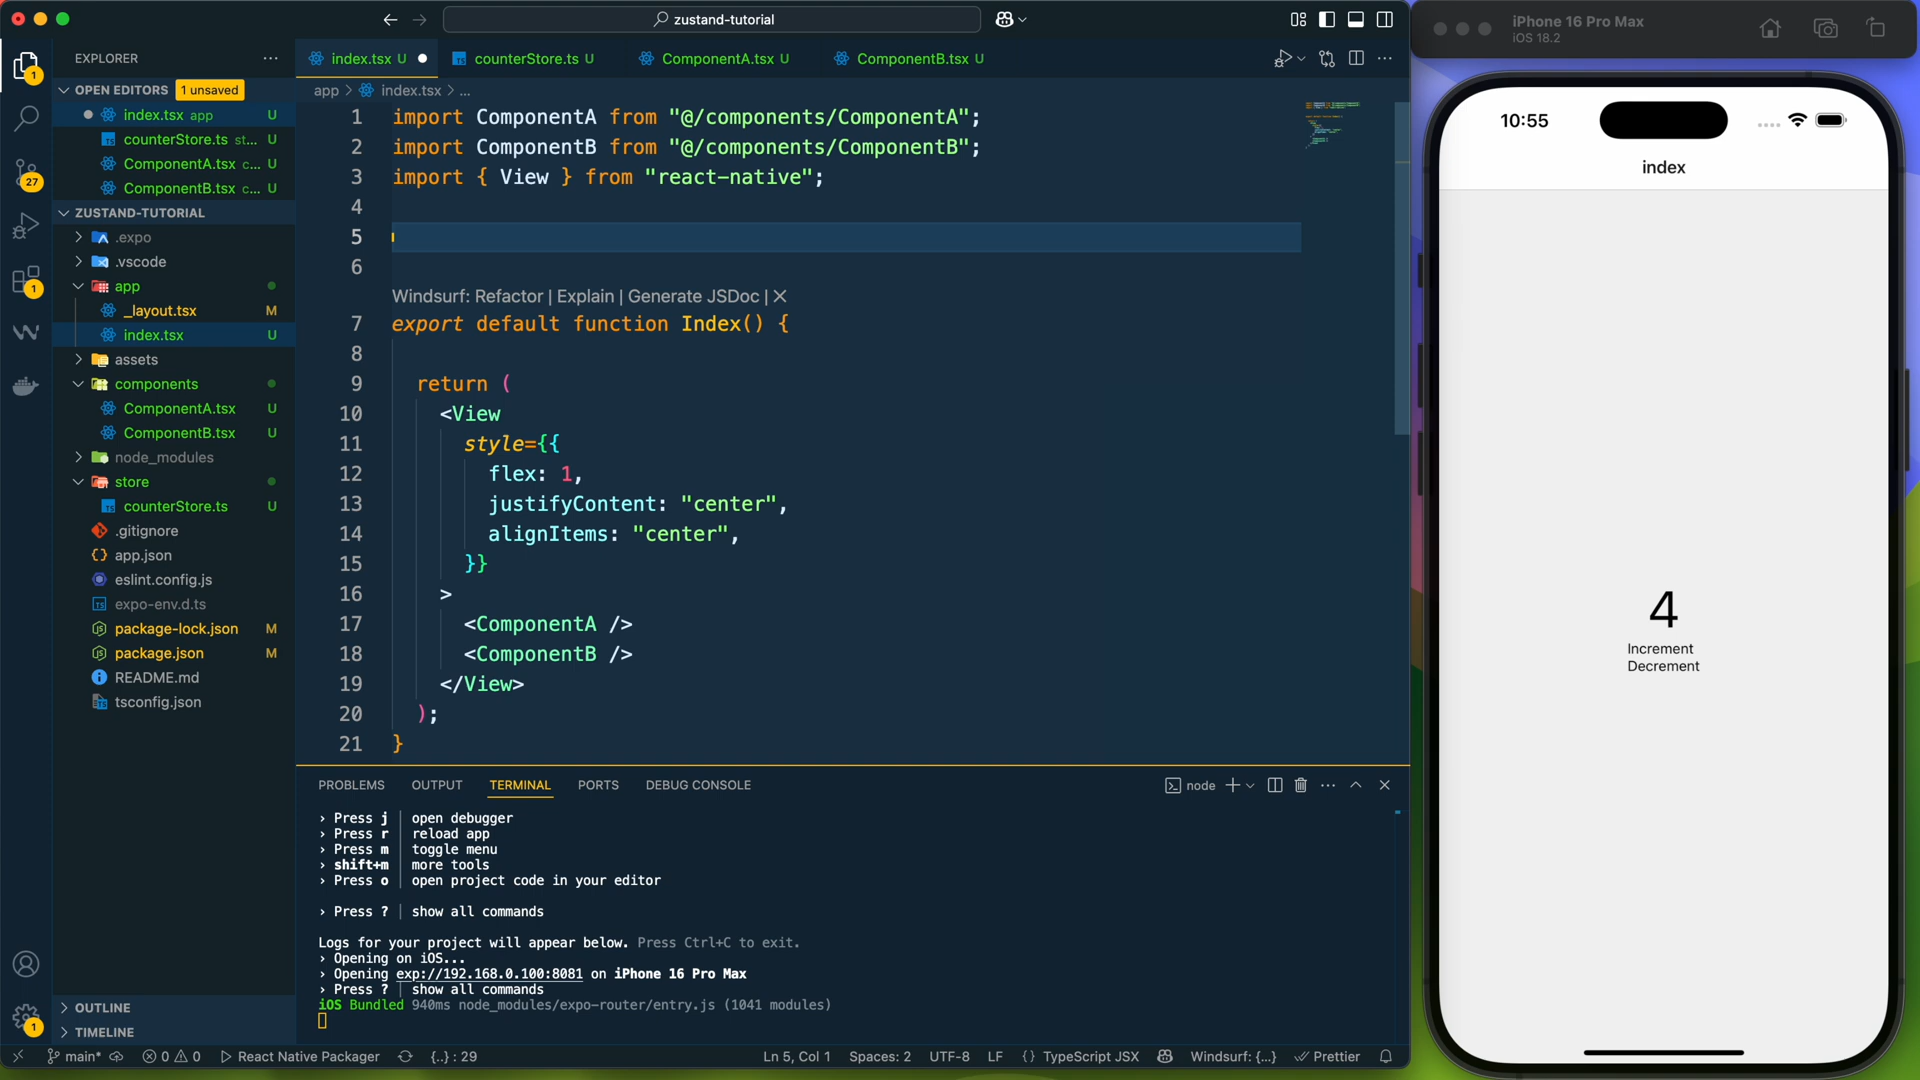 zustand-tutorial
EXPLORER
OPEN EDITORS 1 unsaved
index.tsx app U
counterStore.ts st... U
ComponentA.tsx c... U
ComponentB.tsx c... U
ZUSTAND-TUTORIAL
.expo
.vscode
app
_layout.tsx M
index.tsx U
assets
components
ComponentA.tsx U
ComponentB.tsx U
node_modules
store
counterStore.ts U
.gitignore
app.json
eslint.config.js
expo-env.d.ts
package-lock.json M
package.json M
README.md
tsconfig.json
OUTLINE
TIMELINE
1
27
1
1
index.tsx U
counterStore.ts U
ComponentA.tsx U
ComponentB.tsx U
app > index.tsx > ...
1 import ComponentA from "@/components/ComponentA";
2 import ComponentB from "@/components/ComponentB";
3 import { View } from "react-native";
4
5
6
Windsurf: Refactor | Explain | Generate JSDoc | ✕
7 export default function Index() {
8
9 return (
10 <View
11 style={{
12 flex: 1,
13 justifyContent: "center",
14 alignItems: "center",
15 }}
16 >
17 <ComponentA />
18 <ComponentB />
19 </View>
20 );
21 }
PROBLEMS OUTPUT TERMINAL PORTS DEBUG CONSOLE
node
› Press j │ open debugger
› Press r │ reload app
› Press m │ toggle menu
› shift+m │ more tools
› Press o │ open project code in your editor
› Press ? │ show all commands
Logs for your project will appear below. Press Ctrl+C to exit.
› Opening on iOS...
› Opening exp://192.168.0.100:8081 on iPhone 16 Pro Max
› Press ? │ show all commands
iOS Bundled 940ms node_modules/expo-router/entry.js (1041 modules)
main* 0 0 React Native Packager {..} : 29
Ln 5, Col 1 Spaces: 2 UTF-8 LF {} TypeScript JSX Windsurf: {...} Prettier
iPhone 16 Pro Max
iOS 18.2
10:55
index
4
Increment
Decrement